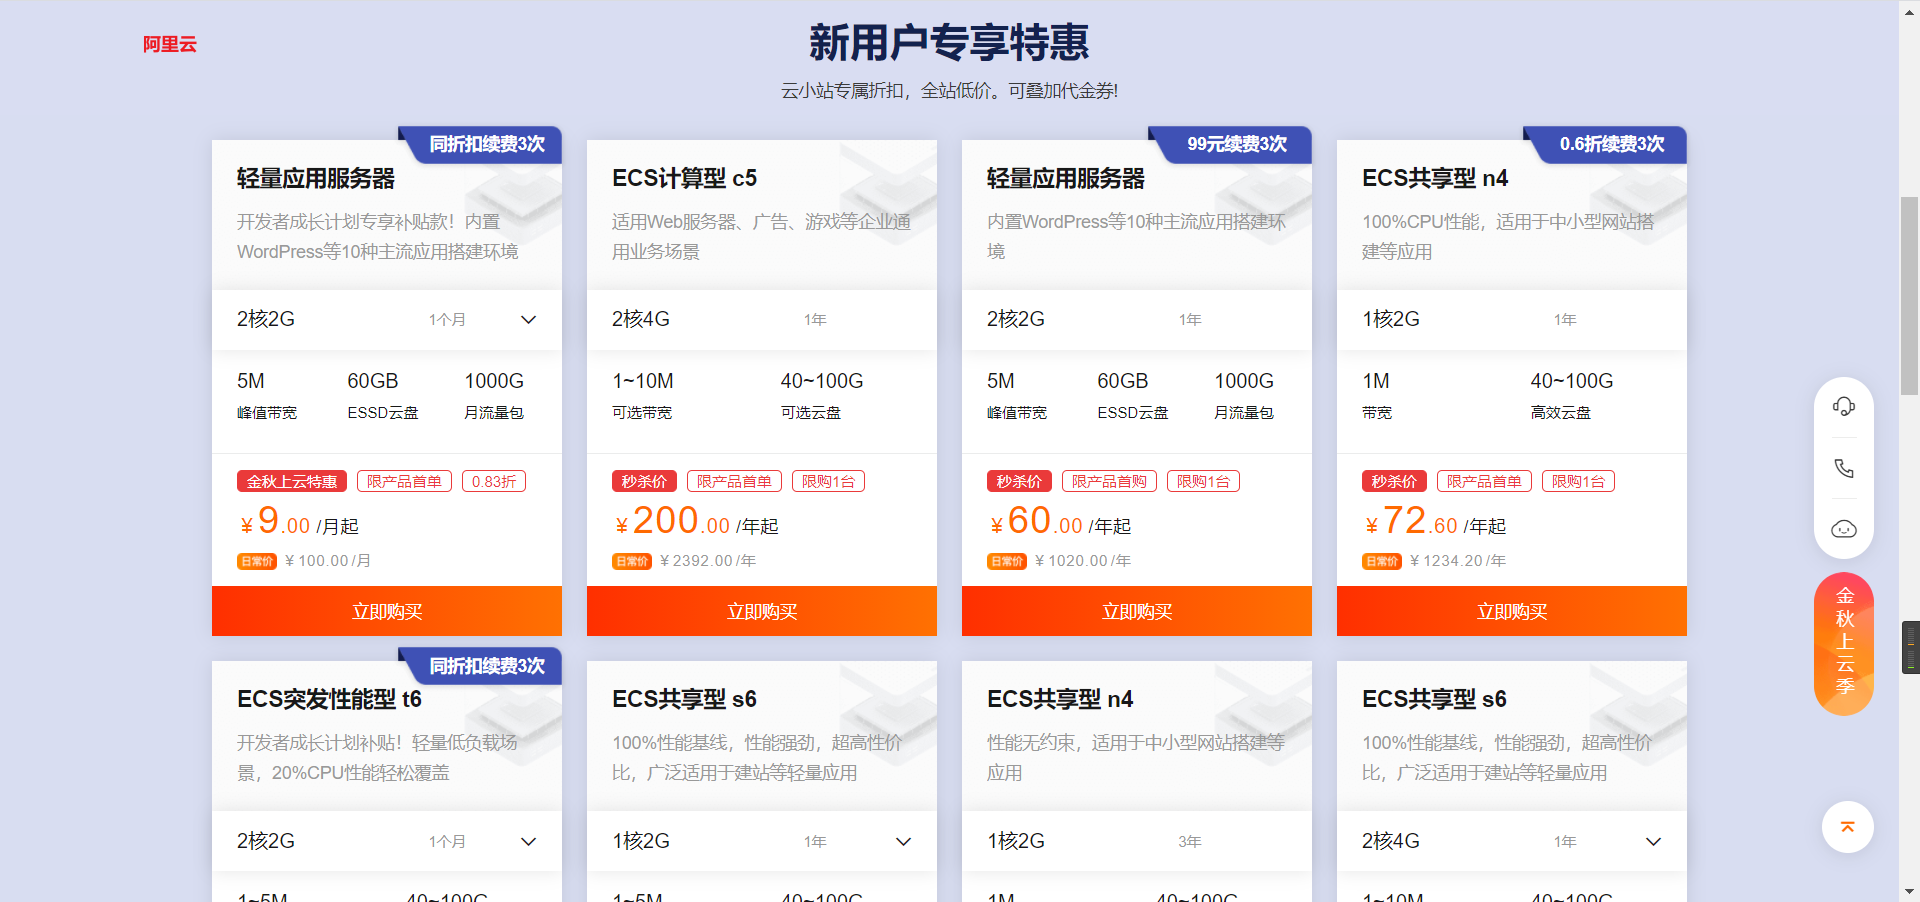 阿里云
新用户专享特惠
云小站专属折扣，全站低价。可叠加代金券!
同折扣续费3次
轻量应用服务器
开发者成长计划专享补贴款！内置
WordPress等10种主流应用搭建环境
2核2G 1个月
5M 60GB 1000G
峰值带宽 ESSD云盘 月流量包
金秋上云特惠 限产品首单 0.83折
¥9.00 /月起
日常价 ¥100.00/月
立即购买
ECS计算型 c5
适用Web服务器、广告、游戏等企业通
用业务场景
2核4G 1年
1~10M 40~100G
可选带宽 可选云盘
秒杀价 限产品首单 限购1台
¥200.00 /年起
日常价 ¥2392.00/年
立即购买
99元续费3次
轻量应用服务器
内置WordPress等10种主流应用搭建环
境
2核2G 1年
5M 60GB 1000G
峰值带宽 ESSD云盘 月流量包
秒杀价 限产品首购 限购1台
¥60.00 /年起
日常价 ¥1020.00/年
立即购买
0.6折续费3次
ECS共享型 n4
100%CPU性能，适用于中小型网站搭
建等应用
1核2G 1年
1M 40~100G
带宽 高效云盘
秒杀价 限产品首单 限购1台
¥72.60 /年起
日常价 ¥1234.20/年
立即购买
同折扣续费3次
ECS突发性能型 t6
开发者成长计划补贴！轻量低负载场
景，20%CPU性能轻松覆盖
2核2G 1个月
1~5M 40~100G
ECS共享型 s6
100%性能基线，性能强劲，超高性价
比，广泛适用于建站等轻量应用
1核2G 1年
1~5M 40~100G
ECS共享型 n4
性能无约束，适用于中小型网站搭建等
应用
1核2G 3年
1M 40~100G
ECS共享型 s6
100%性能基线，性能强劲，超高性价
比，广泛适用于建站等轻量应用
2核4G 1年
1~10M 40~100G
金秋上云季